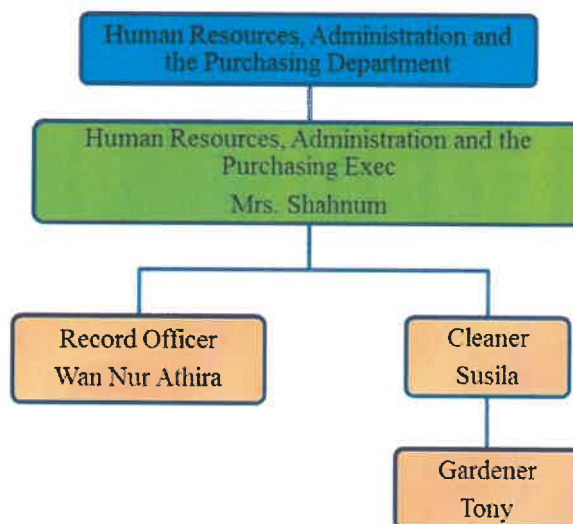 Human Resources, Administration and
the Purchasing Department
Human Resources, Administration and the
Purchasing Exec
Mrs. Shahnum
Record Officer
Wan Nur Athira
Cleaner
Susila
Gardener
Tony